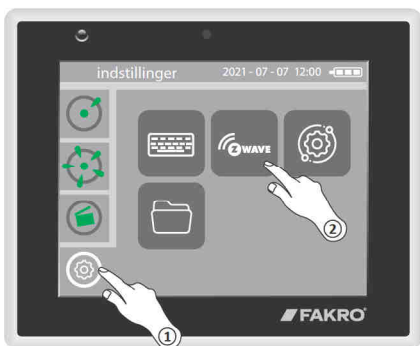 indstillinger 2021 - 07 - 07 12:00
Z WAVE
②
①
FAKRO